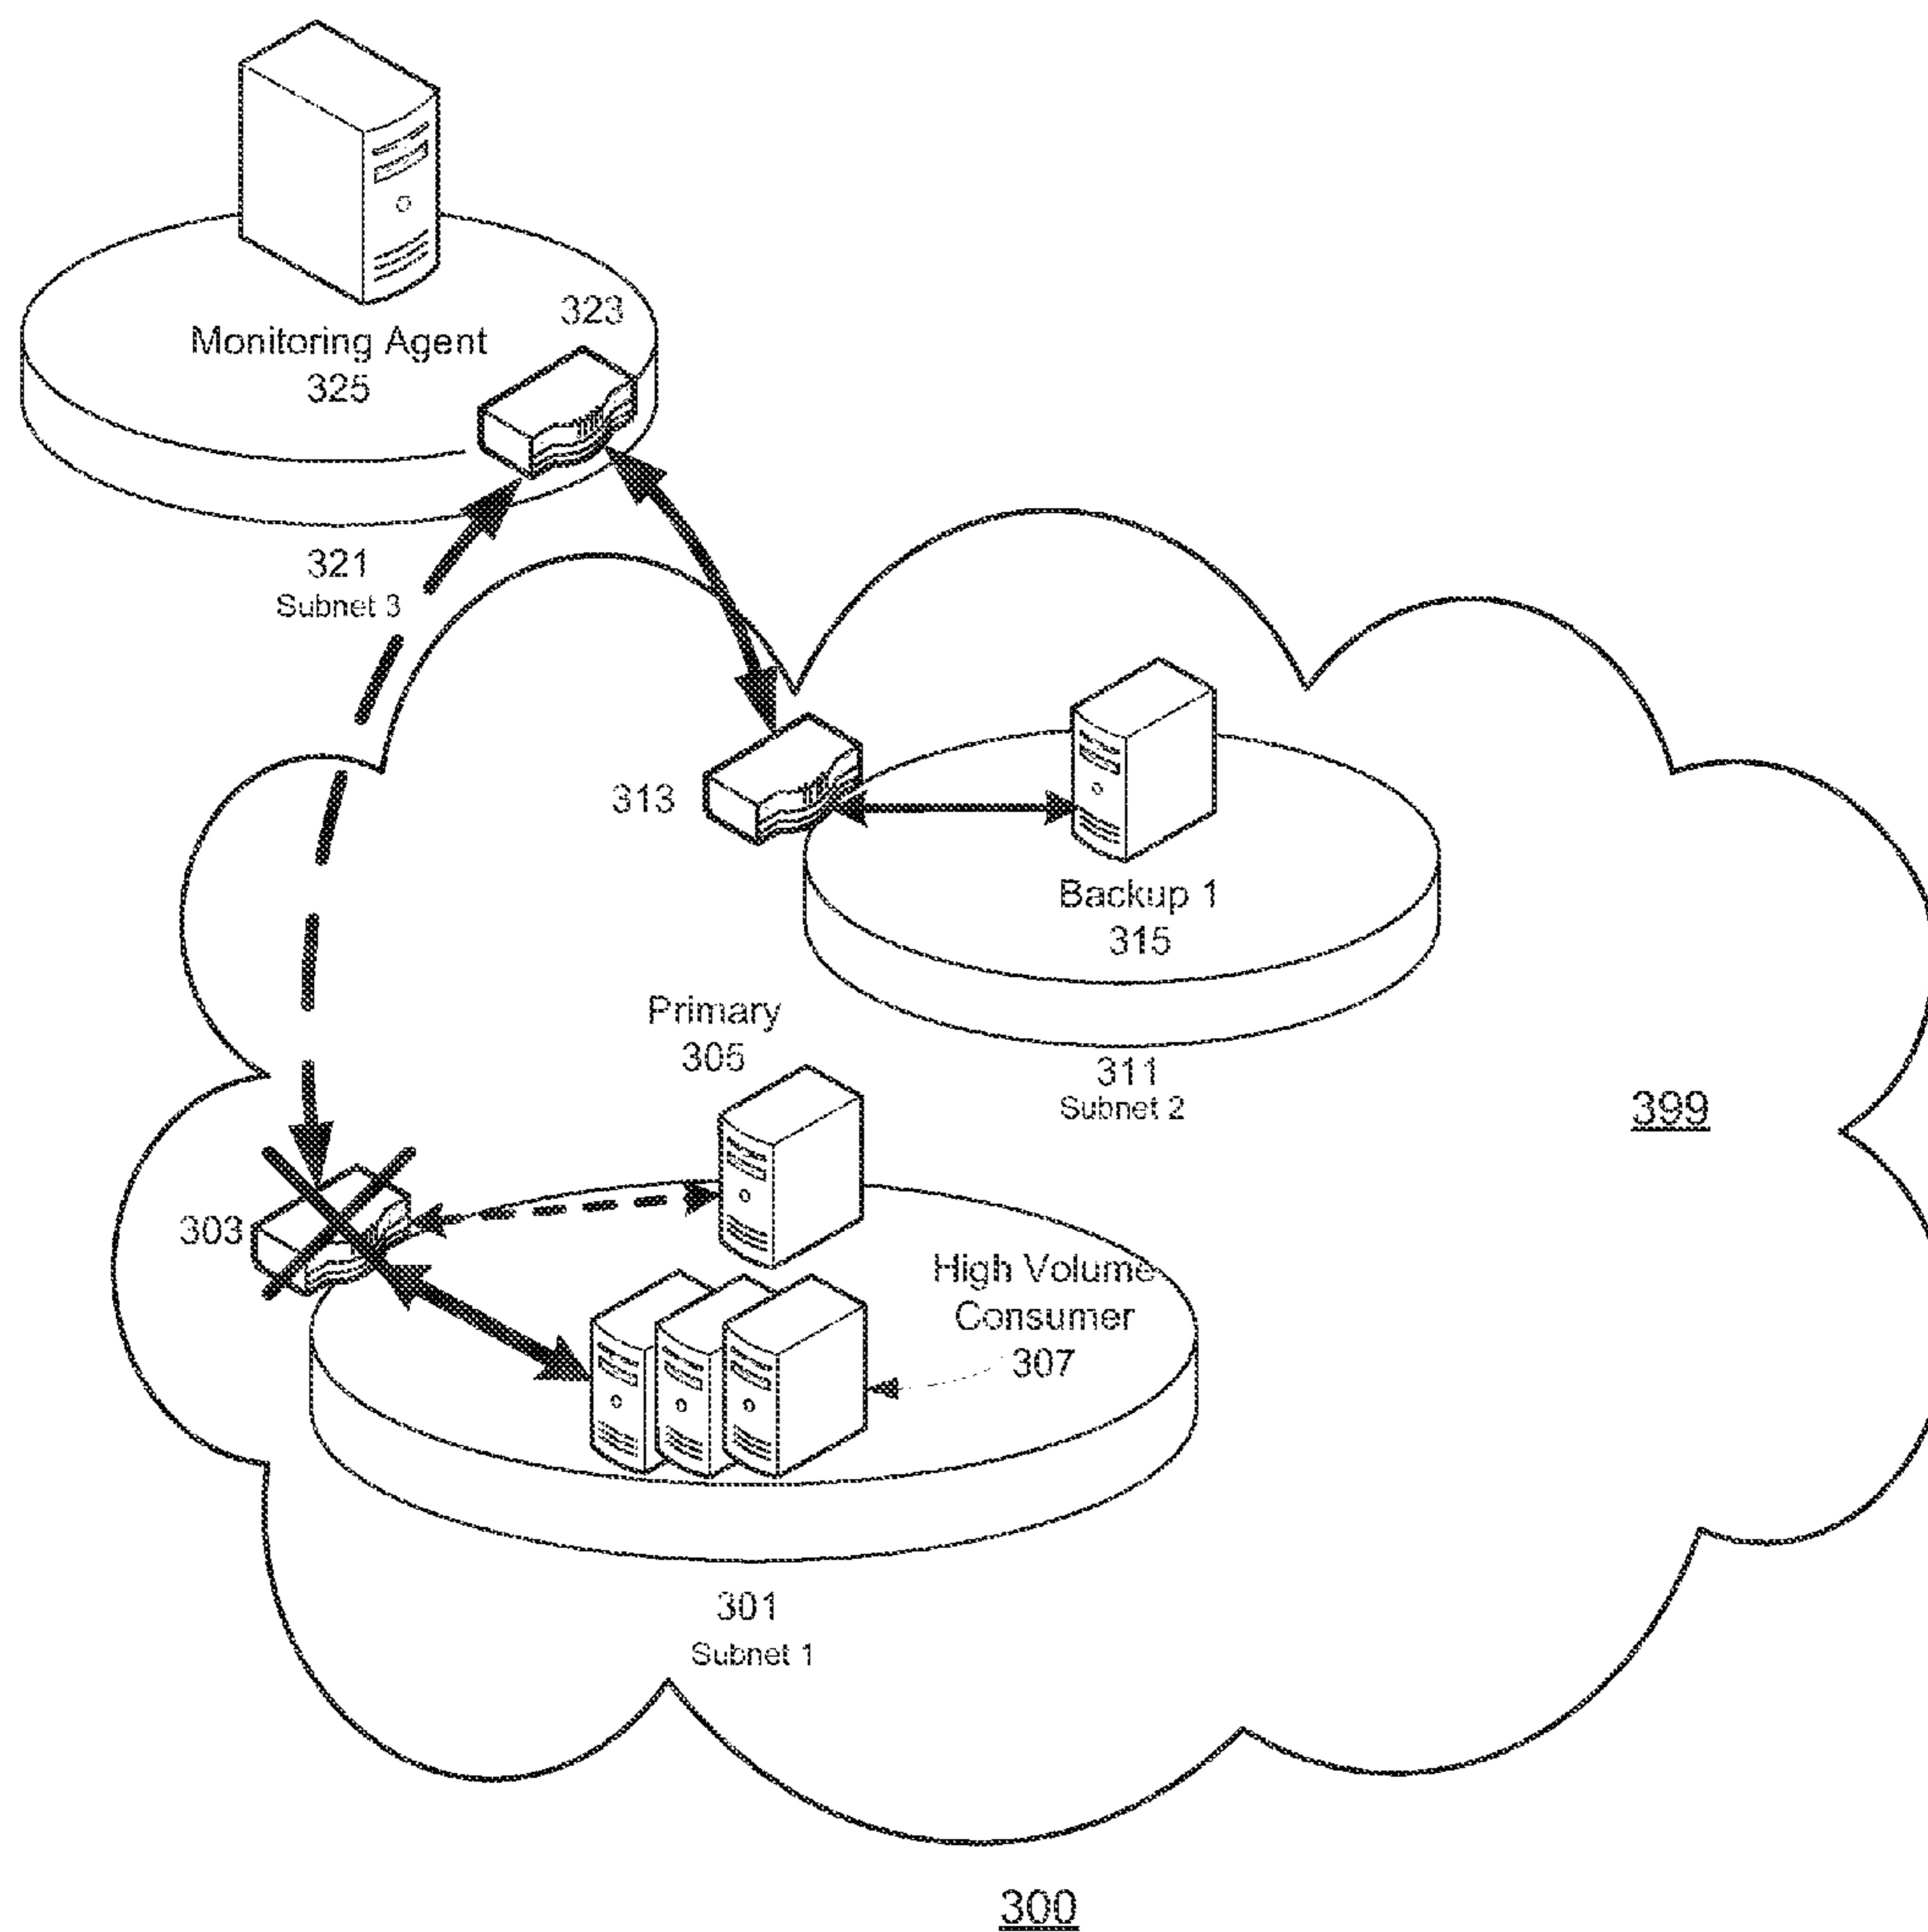 323
Monitoring Agent
325
321
Subnet 3
313
Backup 1
315
Primary
305
311
Subnet 2
399
303
High Volume
Consumer
307
301
Subnet 1
300